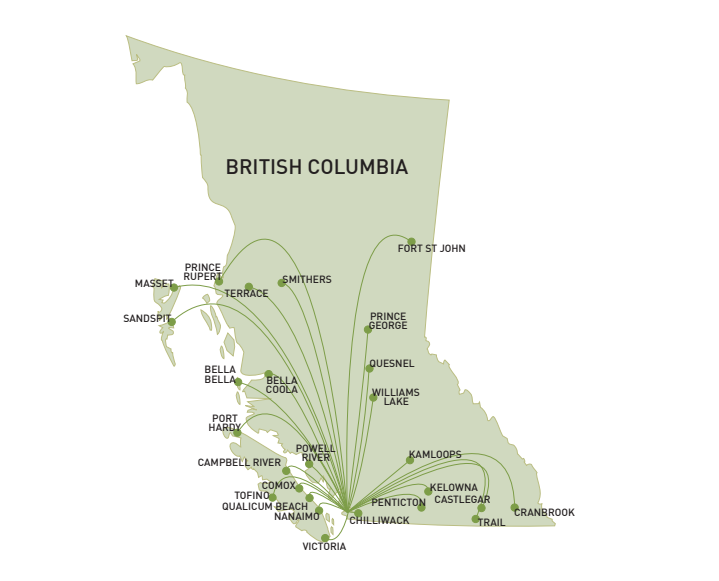 BRITISH COLUMBIA
FORT ST JOHN
PRINCE
RUPERT
MASSET
TERRACE
SMITHERS
SANDSPIT
PRINCE
GEORGE
QUESNEL
BELLA
BELLA
BELLA
COOLA
WILLIAMS
LAKE
PORT
HARDY
POWELL
RIVER
KAMLOOPS
CAMPBELL RIVER
COMOX
KELOWNA
TOFINO
PENTICTON
CASTLEGAR
QUALICUM BEACH
NANAIMO
CHILLIWACK
TRAIL
CRANBROOK
VICTORIA